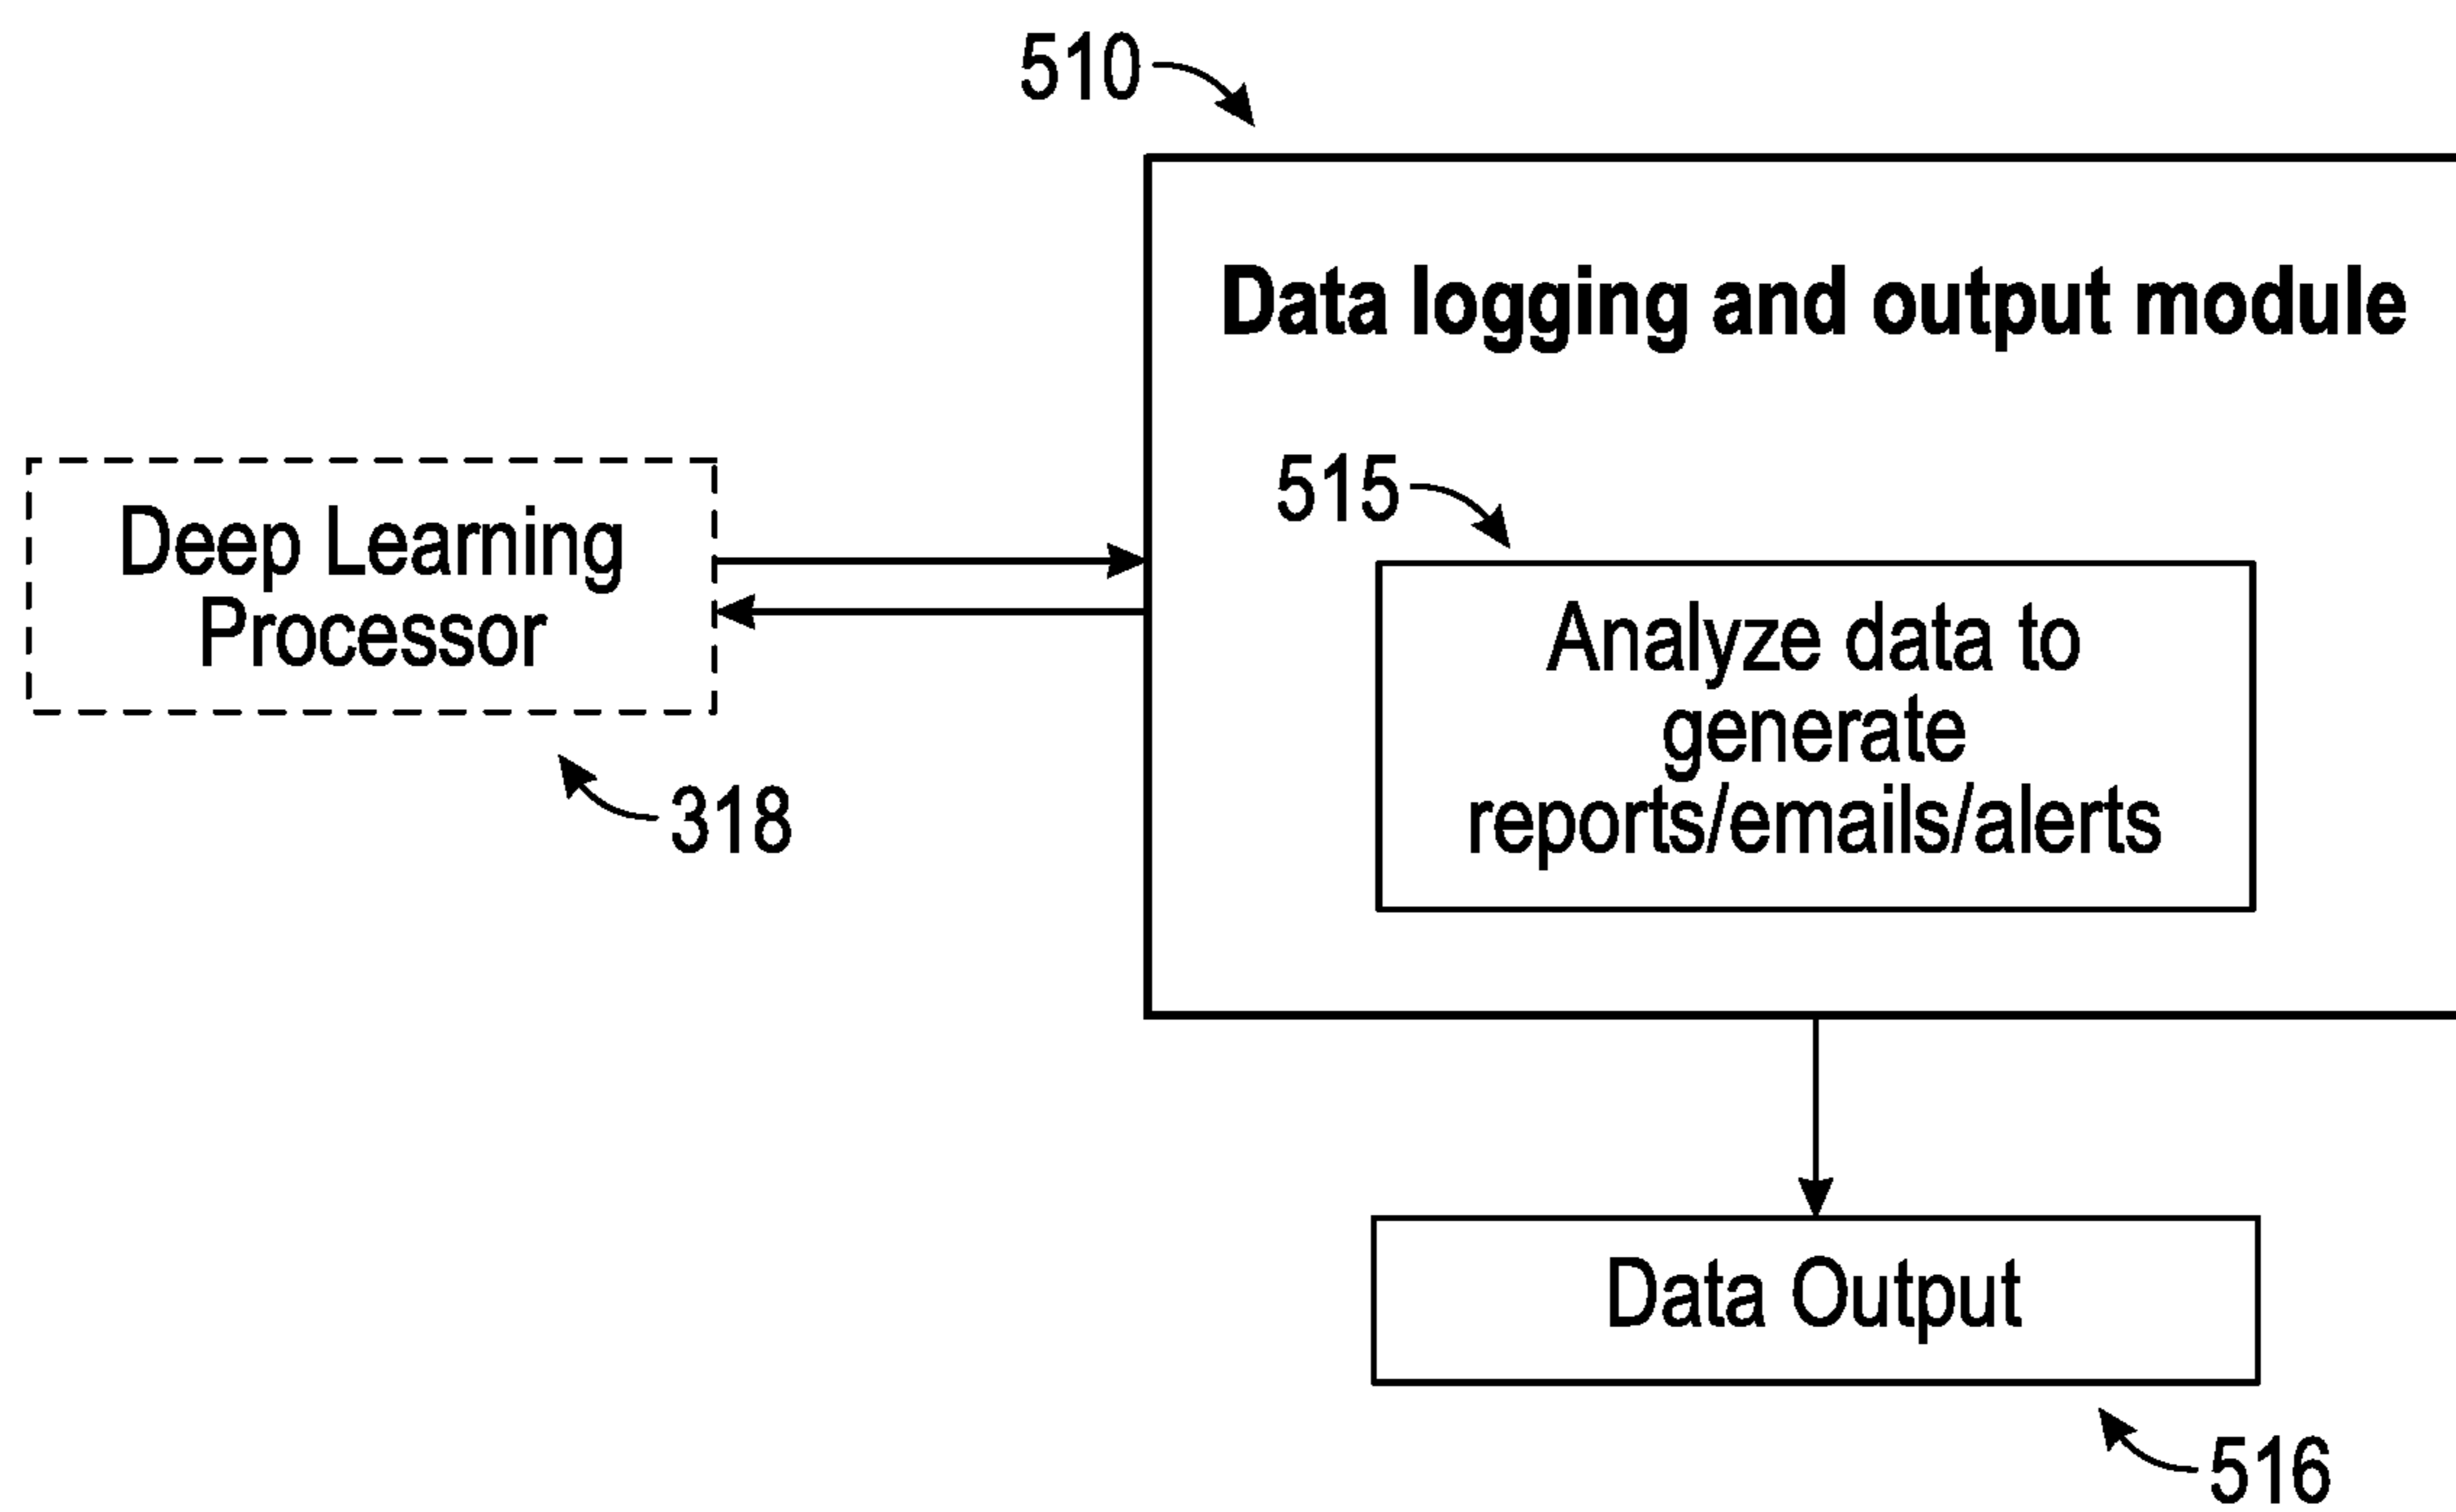 510
Data logging and output module
515
Deep Learning
Processor
Analyze data to
generate
reports/emails/alerts
318
Data Output
516